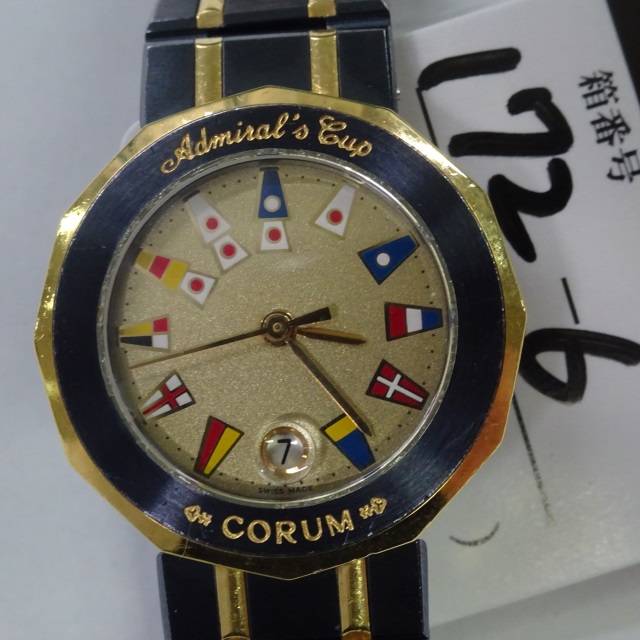 Admiral's Cup
7
SWISS MADE
CORUM
箱番号
172-6